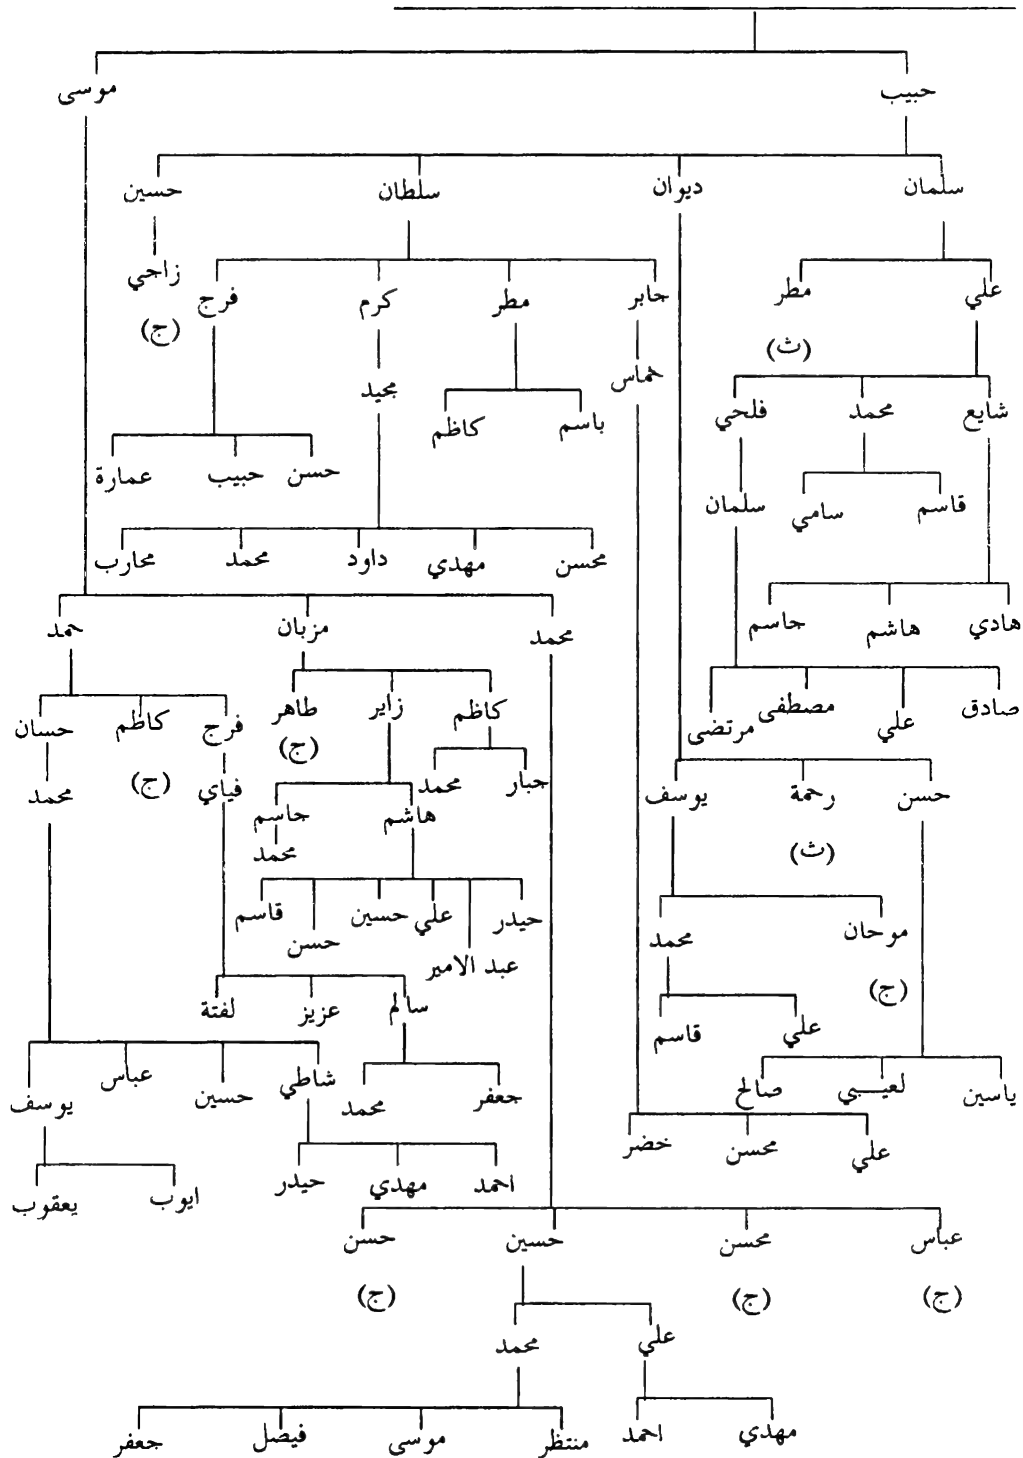 حبيب موسى
سلمان ديوان سلطان حسين
علي مطر جابر مطر كرم فرج زاجي
(ث) (ج)
شايع محمد فلحي خماس مجيد
باسم كاظم
حسن حبيب عمارة
قاسم سامي سلمان
محسن مهدي داود محمد محارب
هادي هاشم جاسم
محمد مزبان حمد
صادق علي مصطفى مرتضى
كاظم زاير طاهر فرج كاظم حسان
(ج) (ج)
حسن رحمة يوسف
جبار محمد فياي محمد
هاشم جاسم
(ث) محمد
موحان محمد
حيدر علي حسين حسن قاسم
عبد الامير
(ج)
علي قاسم
سالم عزيز لفتة
ياسين لعيبي صالح
شاطي حسين عباس يوسف
جعفر محمد
علي محسن خضر
احمد مهدي حيدر
ايوب يعقوب
عباس محسن حسين حسن
(ج) (ج) (ج)
علي محمد
مهدي احمد منتظر موسى فيصل جعفر